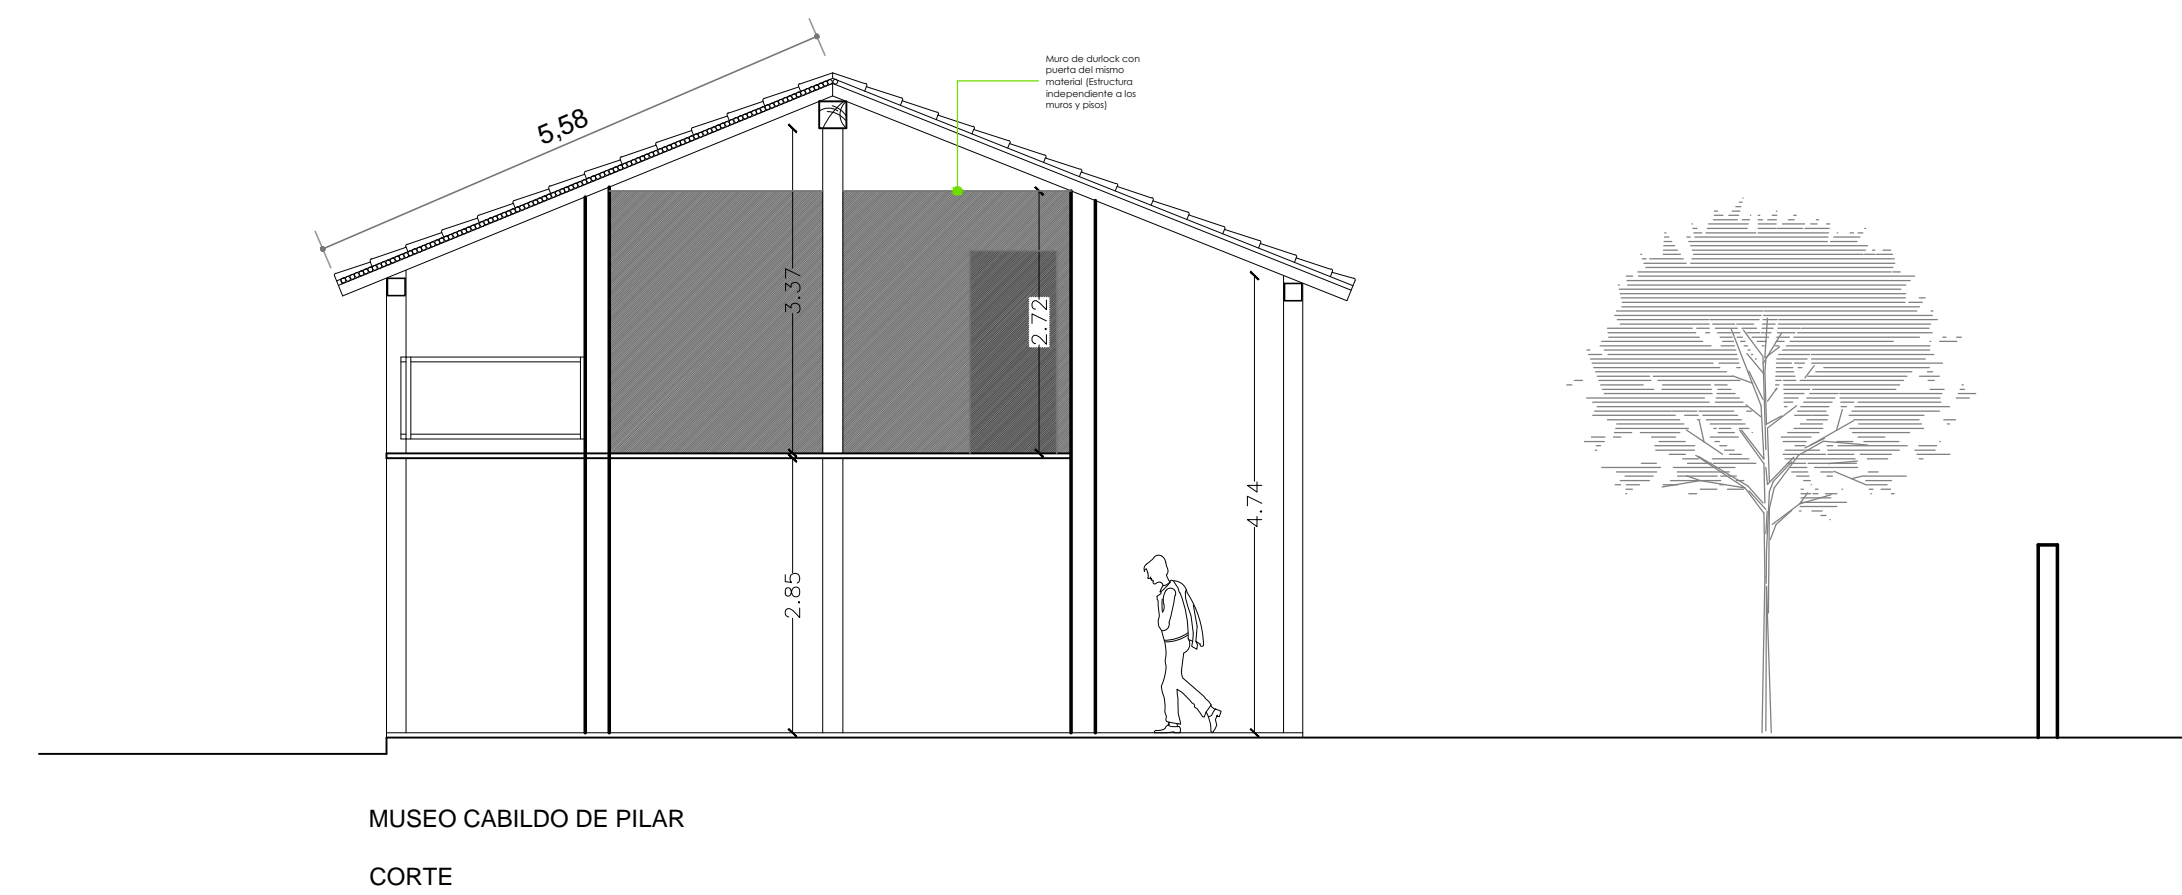 5,58
Muro de durlock con
puerta del mismo
material (Estructura
independiente a los
muros y pisos)
3.37
2.72
4.74
2.85
MUSEO CABILDO DE PILAR
CORTE